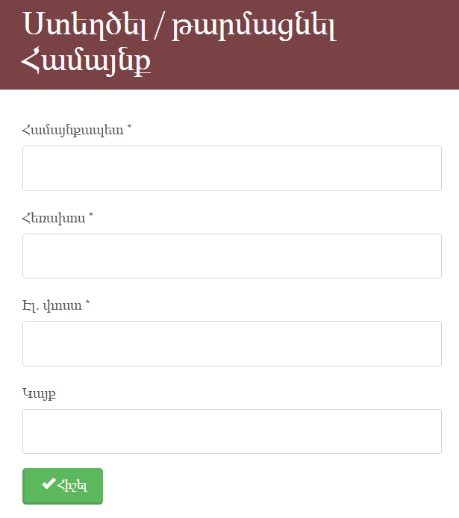 Ստեղծել / թարմացնել
Համայնք
Համայնքապետ *
Հեռախոս *
Էլ. փոստ *
Կայք
Հիշել